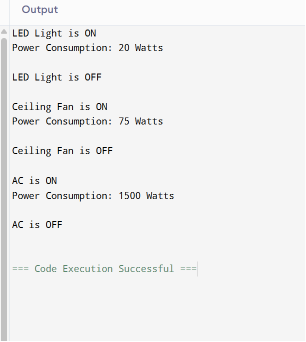 Output
LED Light is ON
Power Consumption: 20 Watts
LED Light is OFF
Ceiling Fan is ON
Power Consumption: 75 Watts
Ceiling Fan is OFF
AC is ON
Power Consumption: 1500 Watts
AC is OFF
=== Code Execution Successful ===